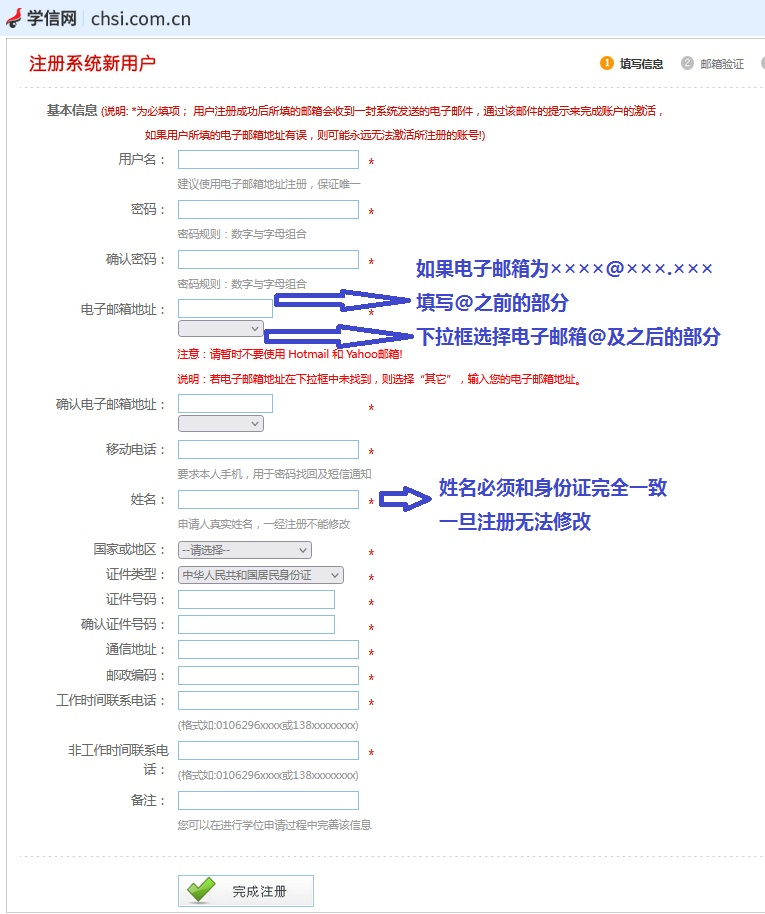 学信网 chsi.com.cn
注册系统新用户
1 填写信息 2 邮箱验证
基本信息 (说明: *为必填项； 用户注册成功后所填的邮箱会收到一封系统发送的电子邮件，通过该邮件的提示来完成账户的激活，
如果用户所填的电子邮箱地址有误，则可能永远无法激活所注册的账号!)
用户名： *
建议使用电子邮箱地址注册，保证唯一
密码： *
密码规则：数字与字母组合
确认密码： *
密码规则：数字与字母组合
如果电子邮箱为××××@×××.×××
填写@之前的部分
电子邮箱地址： *
下拉框选择电子邮箱@及之后的部分
注意：请暂时不要使用 Hotmail 和 Yahoo邮箱!
说明：若电子邮箱地址在下拉框中未找到，则选择“其它”，输入您的电子邮箱地址。
确认电子邮箱地址： *
移动电话： *
要求本人手机，用于密码找回及短信通知
姓名： *
姓名必须和身份证完全一致
一旦注册无法修改
申请人真实姓名，一经注册不能修改
国家或地区： --请选择-- *
证件类型： 中华人民共和国居民身份证 *
证件号码： *
确认证件号码： *
通信地址： *
邮政编码： *
工作时间联系电话： *
(格式如:0106296xxxx或138xxxxxxxx)
非工作时间联系电
话： *
(格式如:0106296xxxx或138xxxxxxxx)
备注：
您可以在进行学位申请过程中完善该信息
完成注册